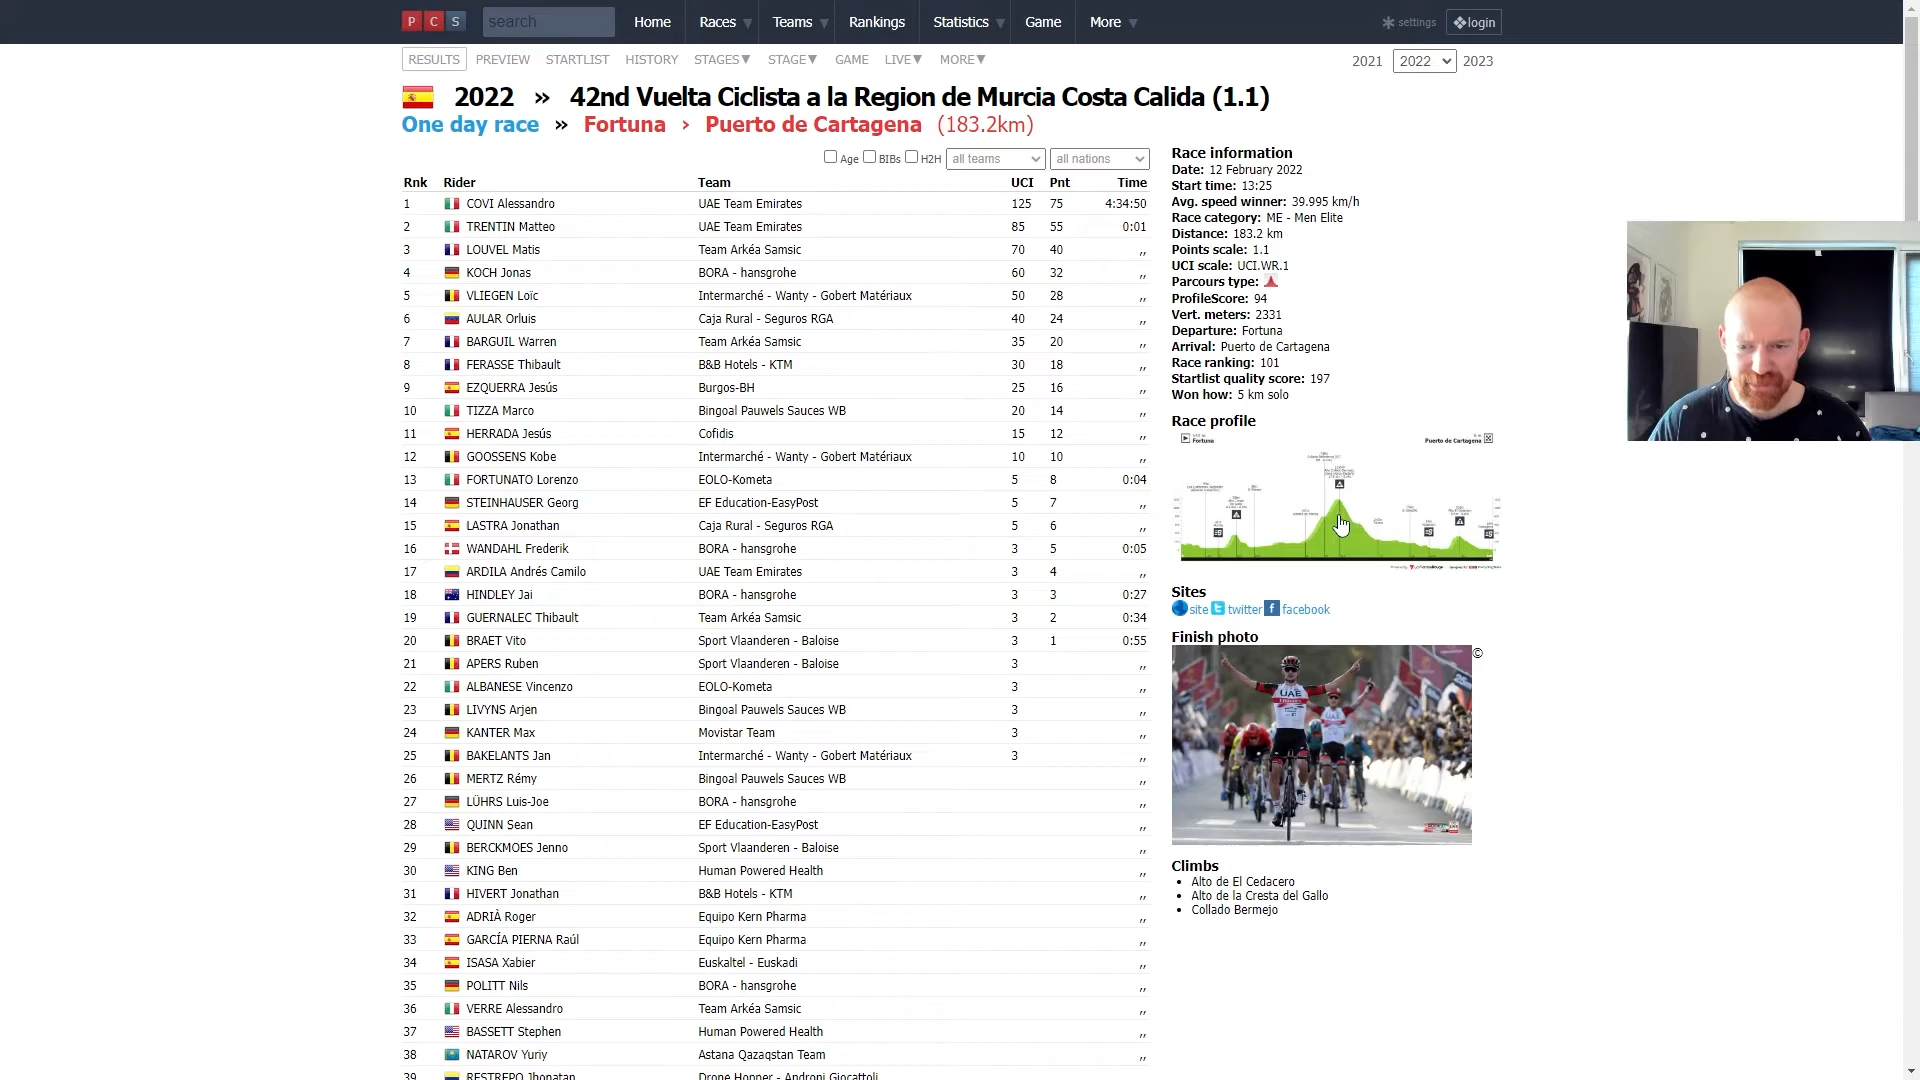 P C S search Home Races Teams Rankings Statistics Game More settings login
RESULTS PREVIEW STARTLIST HISTORY STAGES▼ STAGE▼ GAME LIVE▼ MORE▼ 2021 2022 2023
2022 » 42nd Vuelta Ciclista a la Region de Murcia Costa Calida (1.1)
One day race » Fortuna › Puerto de Cartagena (183.2km)
Age BIBs H2H all teams all nations
Rnk Rider Team UCI Pnt Time
1 COVI Alessandro UAE Team Emirates 125 75 4:34:50
2 TRENTIN Matteo UAE Team Emirates 85 55 0:01
3 LOUVEL Matis Team Arkéa Samsic 70 40 ,,
4 KOCH Jonas BORA - hansgrohe 60 32 ,,
5 VLIEGEN Loïc Intermarché - Wanty - Gobert Matériaux 50 28 ,,
6 AULAR Orluis Caja Rural - Seguros RGA 40 24 ,,
7 BARGUIL Warren Team Arkéa Samsic 35 20 ,,
8 FERASSE Thibault B&B Hotels - KTM 30 18 ,,
9 EZQUERRA Jesús Burgos-BH 25 16 ,,
10 TIZZA Marco Bingoal Pauwels Sauces WB 20 14 ,,
11 HERRADA Jesús Cofidis 15 12 ,,
12 GOOSSENS Kobe Intermarché - Wanty - Gobert Matériaux 10 10 ,,
13 FORTUNATO Lorenzo EOLO-Kometa 5 8 0:04
14 STEINHAUSER Georg EF Education-EasyPost 5 7 ,,
15 LASTRA Jonathan Caja Rural - Seguros RGA 5 6 ,,
16 WANDAHL Frederik BORA - hansgrohe 3 5 0:05
17 ARDILA Andrés Camilo UAE Team Emirates 3 4 ,,
18 HINDLEY Jai BORA - hansgrohe 3 3 0:27
19 GUERNALEC Thibault Team Arkéa Samsic 3 2 0:34
20 BRAET Vito Sport Vlaanderen - Baloise 3 1 0:55
21 APERS Ruben Sport Vlaanderen - Baloise 3 ,,
22 ALBANESE Vincenzo EOLO-Kometa 3 ,,
23 LIVYNS Arjen Bingoal Pauwels Sauces WB 3 ,,
24 KANTER Max Movistar Team 3 ,,
25 BAKELANTS Jan Intermarché - Wanty - Gobert Matériaux 3 ,,
26 MERTZ Rémy Bingoal Pauwels Sauces WB ,,
27 LÜHRS Luis-Joe BORA - hansgrohe ,,
28 QUINN Sean EF Education-EasyPost ,,
29 BERCKMOES Jenno Sport Vlaanderen - Baloise ,,
30 KING Ben Human Powered Health ,,
31 HIVERT Jonathan B&B Hotels - KTM ,,
32 ADRIÀ Roger Equipo Kern Pharma ,,
33 GARCÍA PIERNA Raúl Equipo Kern Pharma ,,
34 ISASA Xabier Euskaltel - Euskadi ,,
35 POLITT Nils BORA - hansgrohe ,,
36 VERRE Alessandro Team Arkéa Samsic ,,
37 BASSETT Stephen Human Powered Health ,,
38 NATAROV Yuriy Astana Qazaqstan Team ,,
39 RESTREPO Jhonatan Drone Hopper - Androni Giocattoli
Race information
Date: 12 February 2022
Start time: 13:25
Avg. speed winner: 39.995 km/h
Race category: ME - Men Elite
Distance: 183.2 km
Points scale: 1.1
UCI scale: UCI.WR.1
Parcours type:
ProfileScore: 94
Vert. meters: 2331
Departure: Fortuna
Arrival: Puerto de Cartagena
Race ranking: 101
Startlist quality score: 197
Won how: 5 km solo
Race profile
Fortuna Puerto de Cartagena
Sites
site twitter facebook
Finish photo
©
UAE
Climbs
Alto de El Cedacero
Alto de la Cresta del Gallo
Collado Bermejo